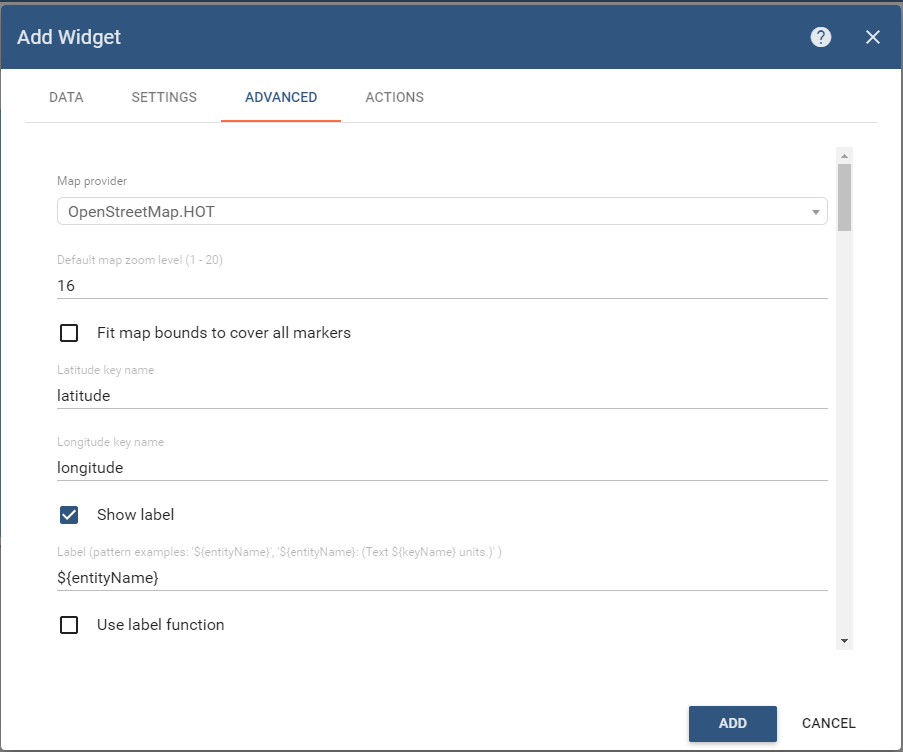 Add Widget
?
DATA SETTINGS ADVANCED ACTIONS
Map provider
OpenStreetMap.HOT
Default map zoom level (1 - 20)
16
Fit map bounds to cover all markers
Latitude key name
latitude
Longitude key name
longitude
Show label
Label (pattern examples: '${entityName}', '${entityName}: (Text ${keyName} units.)' )
${entityName}
Use label function
ADD CANCEL